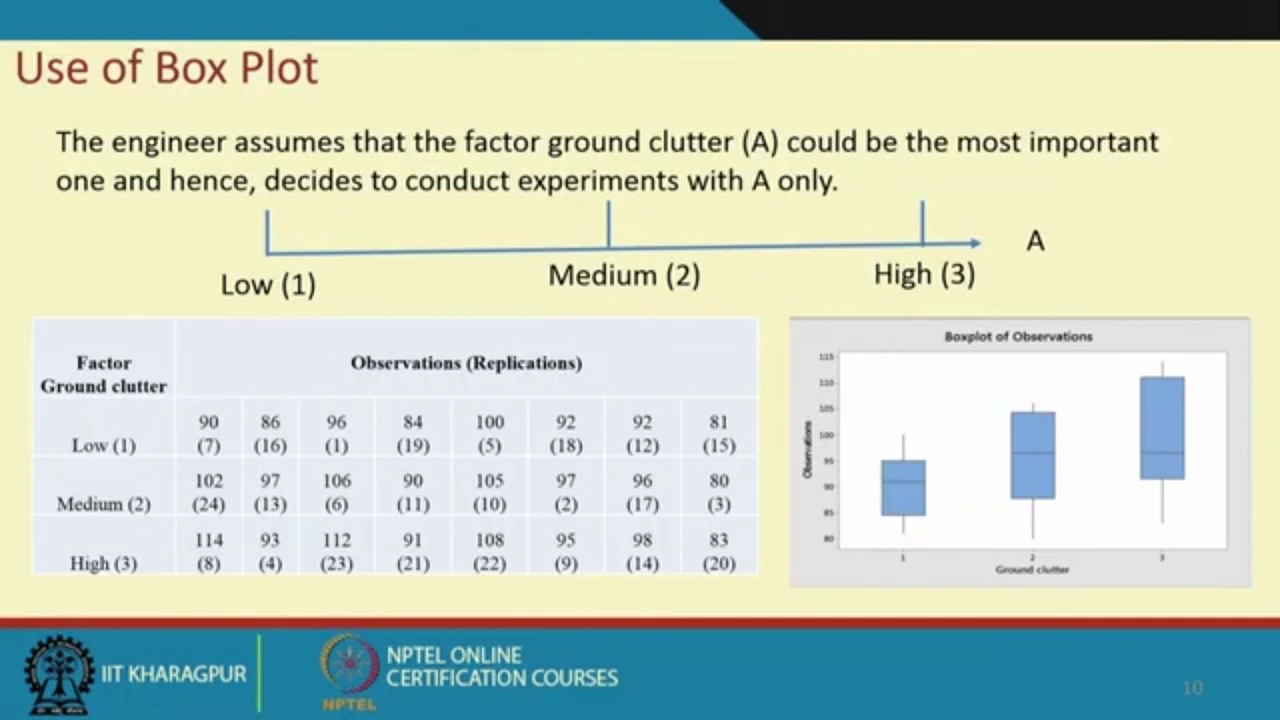 Use of Box Plot
The engineer assumes that the factor ground clutter (A) could be the most important
one and hence, decides to conduct experiments with A only.
A
Low (1) Medium (2) High (3)
Factor
Ground clutter
Observations (Replications)
90 86 96 84 100 92 92 81
Low (1) (7) (16) (1) (19) (5) (18) (12) (15)
102 97 106 90 105 97 96 80
Medium (2) (24) (13) (6) (11) (10) (2) (17) (3)
114 93 112 91 108 95 98 83
High (3) (8) (4) (23) (21) (22) (9) (14) (20)
Boxplot of Observations
115
110
105
100
95
90
85
80
Observations
1 2 3
Ground clutter
IIT KHARAGPUR
NPTEL
NPTEL ONLINE
CERTIFICATION COURSES
10